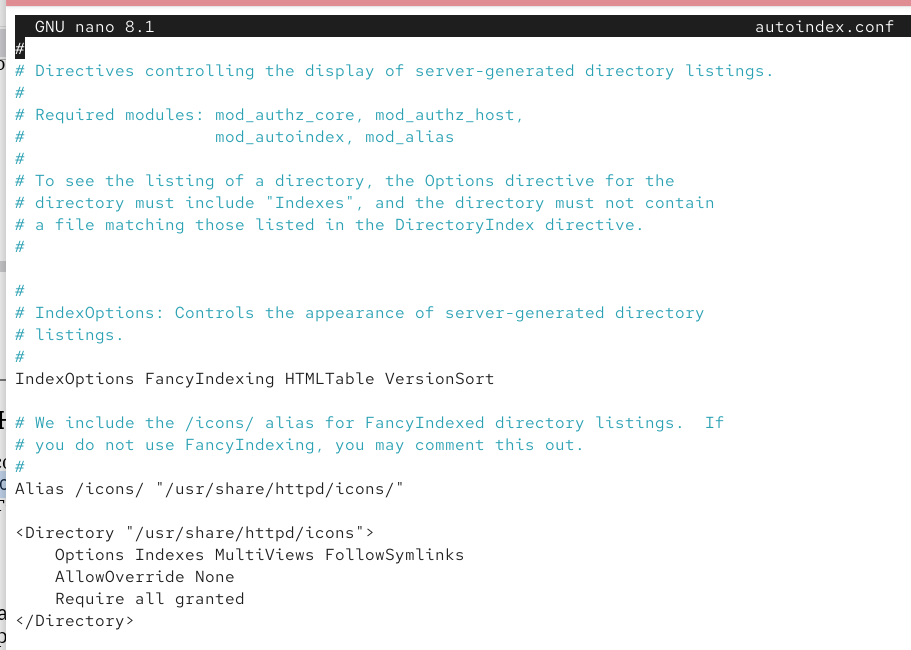 GNU nano 8.1 autoindex.conf
#
# Directives controlling the display of server-generated directory listings.
#
# Required modules: mod_authz_core, mod_authz_host,
#                   mod_autoindex, mod_alias
#
# To see the listing of a directory, the Options directive for the
# directory must include "Indexes", and the directory must not contain
# a file matching those listed in the DirectoryIndex directive.
#
#
# IndexOptions: Controls the appearance of server-generated directory
# listings.
#
IndexOptions FancyIndexing HTMLTable VersionSort
# We include the /icons/ alias for FancyIndexed directory listings.  If
# you do not use FancyIndexing, you may comment this out.
#
Alias /icons/ "/usr/share/httpd/icons/"
<Directory "/usr/share/httpd/icons">
    Options Indexes MultiViews FollowSymlinks
    AllowOverride None
    Require all granted
</Directory>